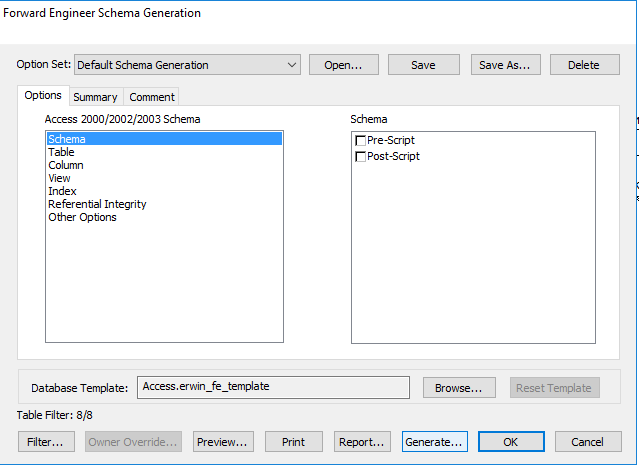 Forward Engineer Schema Generation
Option Set: Default Schema Generation Open... Save Save As... Delete
Options Summary Comment
Access 2000/2002/2003 Schema Schema
Schema Pre-Script
Table Post-Script
Column
View
Index
Referential Integrity
Other Options
Database Template: Access.erwin_fe_template Browse... Reset Template
Table Filter: 8/8
Filter... Owner Override... Preview... Print Report... Generate... OK Cancel